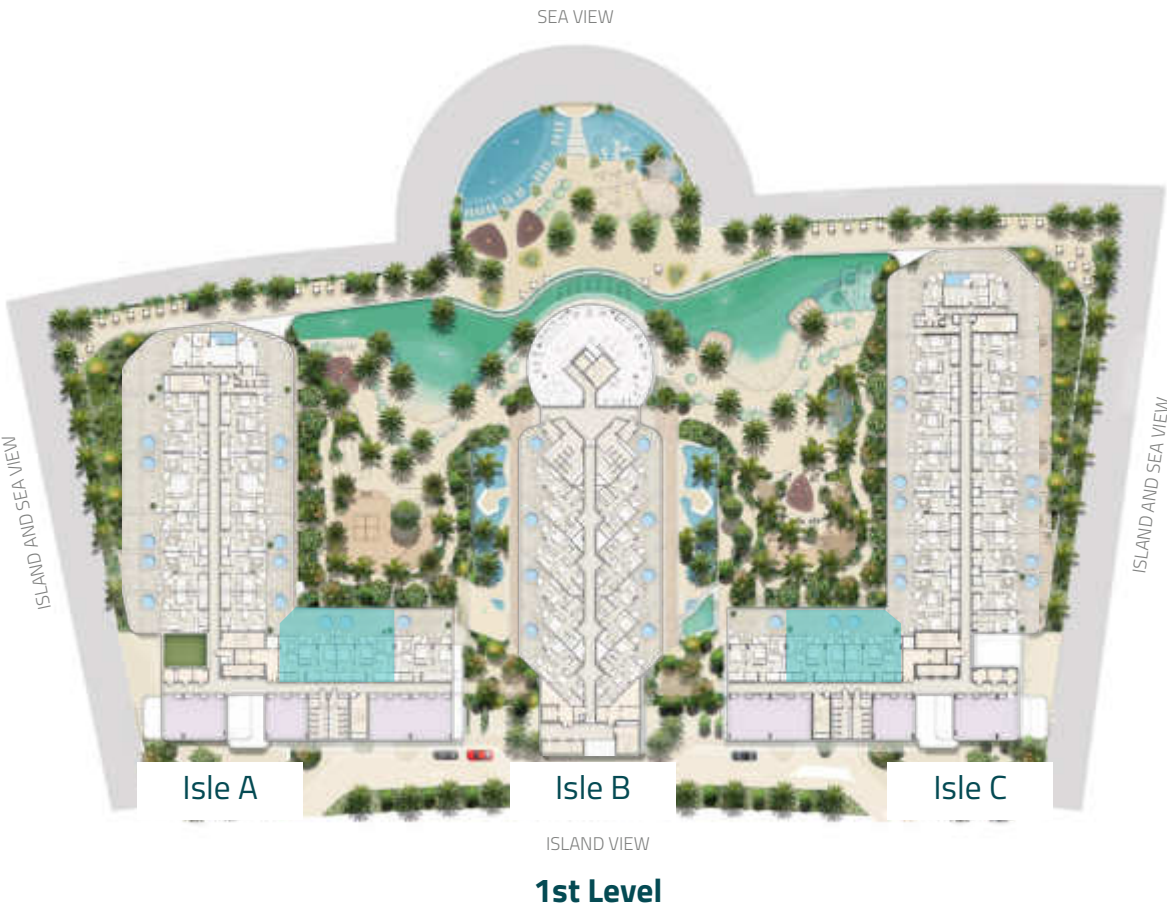 SEA VIEW
ISLAND AND SEA VIEW
ISLAND AND SEA VIEW
Isle A
Isle B
Isle C
ISLAND VIEW
1st Level